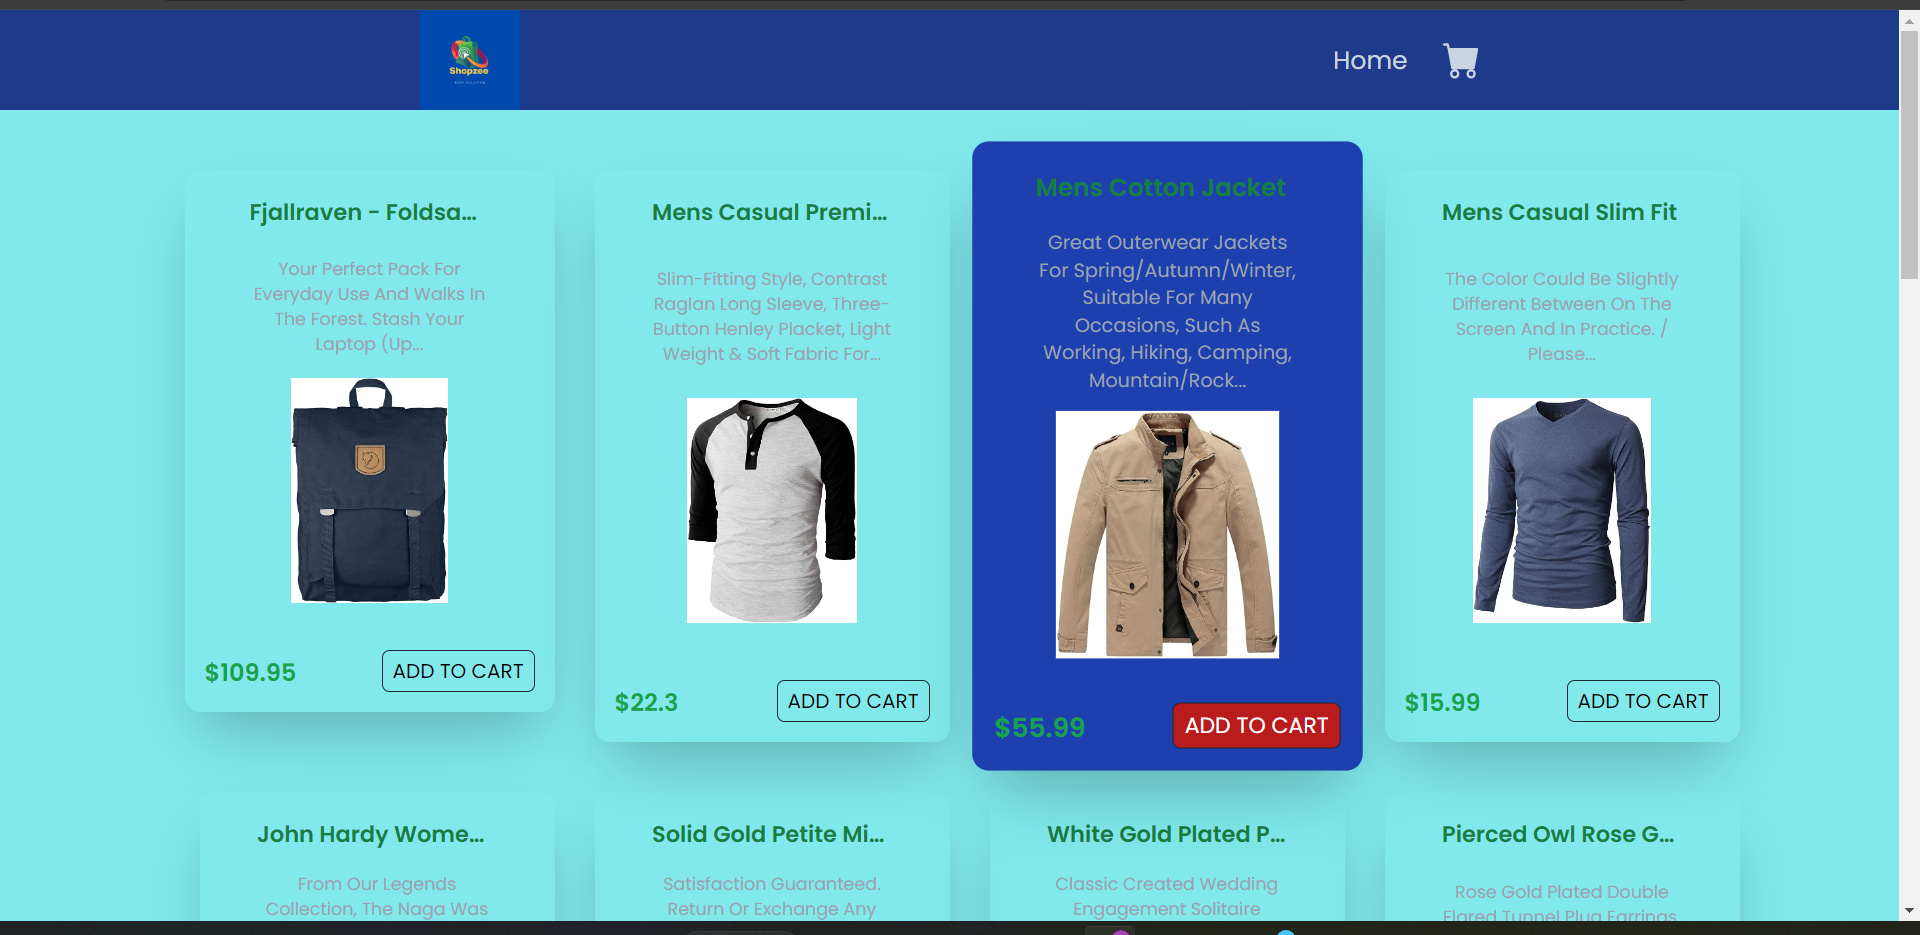 Shopzee
Home
Fjallraven - Foldsa...
Your Perfect Pack For
Everyday Use And Walks In
The Forest. Stash Your
Laptop (Up...
$109.95
ADD TO CART
Mens Casual Premi...
Slim-Fitting Style, Contrast
Raglan Long Sleeve, Three-
Button Henley Placket, Light
Weight & Soft Fabric For...
$22.3
ADD TO CART
Mens Cotton Jacket
Great Outerwear Jackets
For Spring/Autumn/Winter,
Suitable For Many
Occasions, Such As
Working, Hiking, Camping,
Mountain/Rock...
$55.99
ADD TO CART
Mens Casual Slim Fit
The Color Could Be Slightly
Different Between On The
Screen And In Practice. /
Please...
$15.99
ADD TO CART
John Hardy Wome...
From Our Legends
Collection, The Naga Was
Solid Gold Petite Mi...
Satisfaction Guaranteed.
Return Or Exchange Any
White Gold Plated P...
Classic Created Wedding
Engagement Solitaire
Pierced Owl Rose G...
Rose Gold Plated Double
Flared Tunnel Plug Earrings